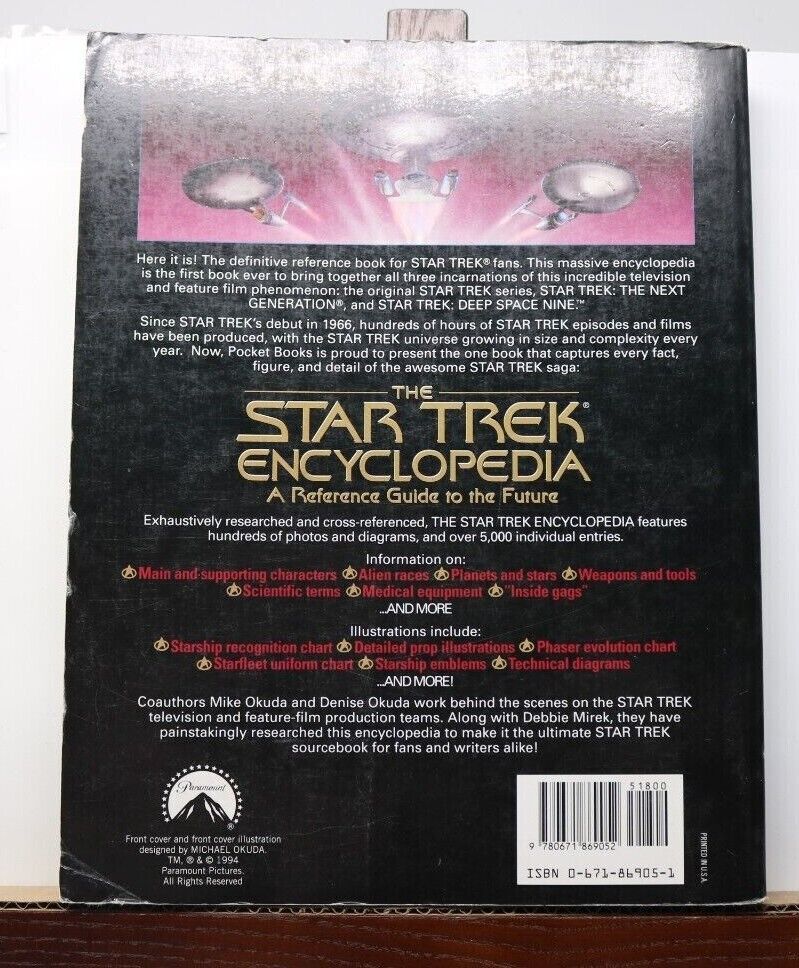 Here it is! The definitive reference book for STAR TREK® fans. This massive encyclopedia
is the first book ever to bring together all three incarnations of this incredible television
and feature film phenomenon: the original STAR TREK series, STAR TREK: THE NEXT
GENERATION®, and STAR TREK: DEEP SPACE NINE.™
Since STAR TREK's debut in 1966, hundreds of hours of STAR TREK episodes and films
have been produced, with the STAR TREK universe growing in size and complexity every
year. Now, Pocket Books is proud to present the one book that captures every fact,
figure, and detail of the awesome STAR TREK saga:
THE
STAR TREK®
ENCYCLOPEDIA
A Reference Guide to the Future
Exhaustively researched and cross-referenced, THE STAR TREK ENCYCLOPEDIA features
hundreds of photos and diagrams, and over 5,000 individual entries.
Information on:
Main and supporting characters Alien races Planets and stars Weapons and tools
Scientific terms Medical equipment "Inside gags"
...AND MORE
Illustrations include:
Starship recognition chart Detailed prop illustrations Phaser evolution chart
Starfleet uniform chart Starship emblems Technical diagrams
...AND MORE!
Coauthors Mike Okuda and Denise Okuda work behind the scenes on the STAR TREK
television and feature-film production teams. Along with Debbie Mirek, they have
painstakingly researched this encyclopedia to make it the ultimate STAR TREK
sourcebook for fans and writers alike!
Paramount
®
Front cover and front cover illustration
designed by MICHAEL OKUDA.
TM, ® & © 1994
Paramount Pictures.
All Rights Reserved
51800
9 780671 869052
ISBN 0-671-86905-1
PRINTED IN U.S.A.